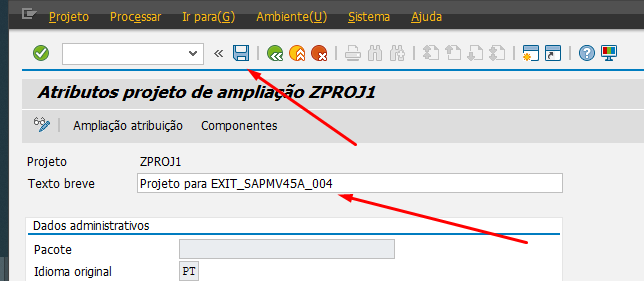 Projeto Processar Ir para(G) Ambiente(U) Sistema Ajuda
Atributos projeto de ampliação ZPROJ1
Ampliação atribuição Componentes
Projeto ZPROJ1
Texto breve Projeto para EXIT_SAPMV45A_004
Dados administrativos
Pacote
Idioma original PT